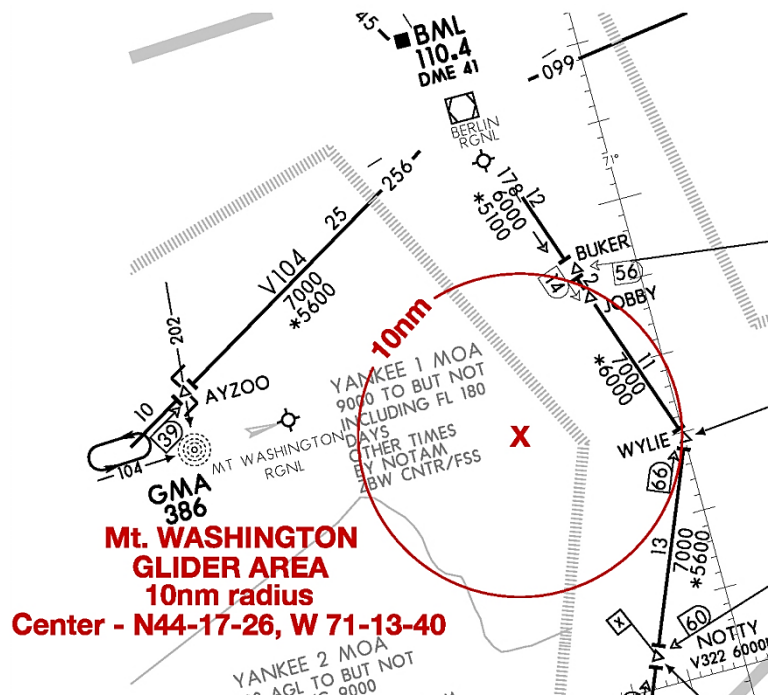 45
BML
110.4
DME 41
099
BERLIN
RGNL
71°
256
178
12
6000
*5100
25
V104
7000
*5600
BUKER
56
74
2
JOBBY
202
10nm
11
7000
*6000
YANKEE 1 MOA
9000 TO BUT NOT
INCLUDING FL 180
DAYS
OTHER TIMES
BY NOTAM
ZBW CNTR/FSS
AYZOO
10
39
104
MT WASHINGTON
RGNL
X
WYLIE
66
GMA
386
Mt. WASHINGTON
GLIDER AREA
10nm radius
Center - N44-17-26, W 71-13-40
13
7000
*5600
X
60
NOTTY
V322 6000
YANKEE 2 MOA
AGL TO BUT NOT
9000